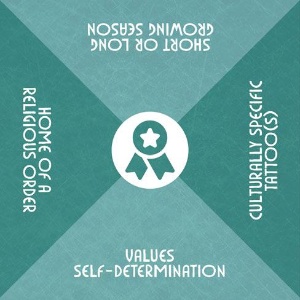 SHORT OR LONG
GROWING SEASON
HOME OF A
RELIGIOUS ORDER
CULTURALLY SPECIFIC
TATTOO(S)
VALUES
SELF-DETERMINATION